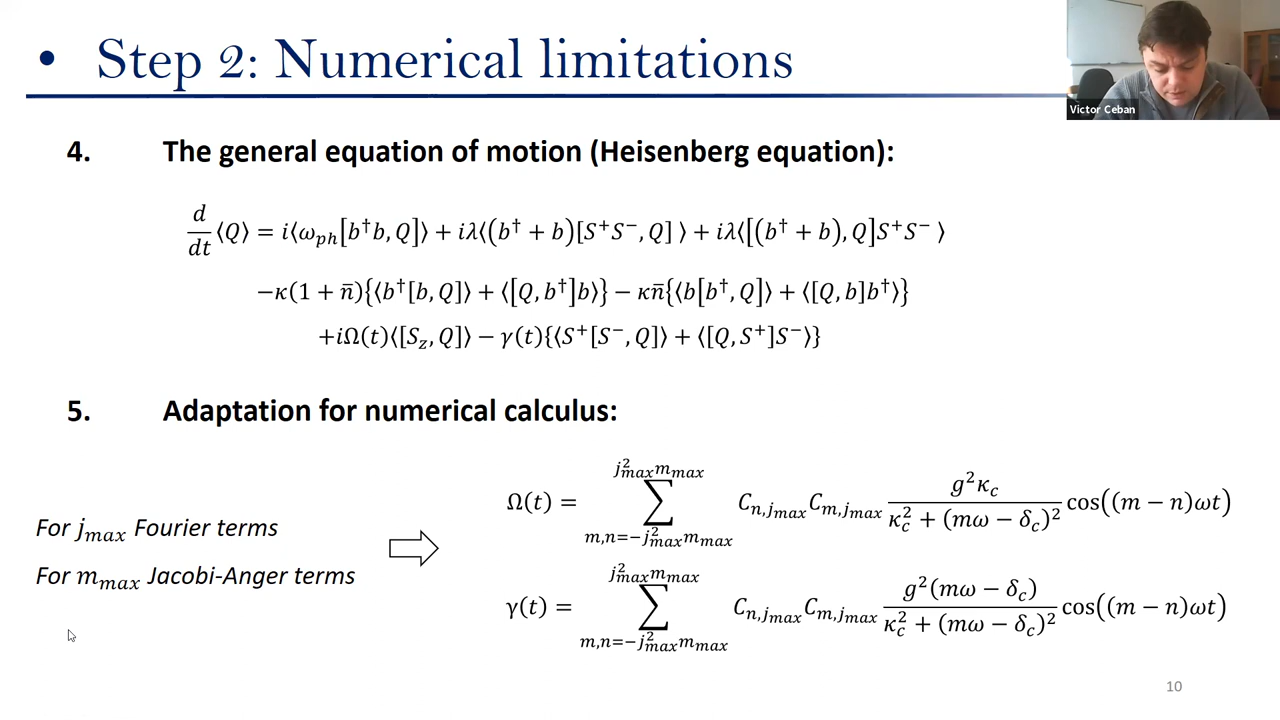 • Step 2: Numerical limitations
Victor Ceban
4. The general equation of motion (Heisenberg equation):
d/dt ⟨Q⟩ = i⟨ω_ph[b†b, Q]⟩ + iλ⟨(b† + b)[S⁺S⁻, Q] ⟩ + iλ⟨[(b† + b), Q]S⁺S⁻ ⟩
−κ(1 + n̄){⟨b†[b, Q]⟩ + ⟨[Q, b†]b⟩} − κn̄{⟨b[b†, Q]⟩ + ⟨[Q, b]b†⟩}
+iΩ(t)⟨[S_z, Q]⟩ − γ(t){⟨S⁺[S⁻, Q]⟩ + ⟨[Q, S⁺]S⁻⟩}
5. Adaptation for numerical calculus:
For j_max Fourier terms
For m_max Jacobi-Anger terms
Ω(t) = ∑_{m,n=−j²_max m_max}^{j²_max m_max} C_{n,j_max} C_{m,j_max} g²κ_c / (κ_c² + (mω − δ_c)²) cos((m − n)ωt)
γ(t) = ∑_{m,n=−j²_max m_max}^{j²_max m_max} C_{n,j_max} C_{m,j_max} g²(mω − δ_c) / (κ_c² + (mω − δ_c)²) cos((m − n)ωt)
10